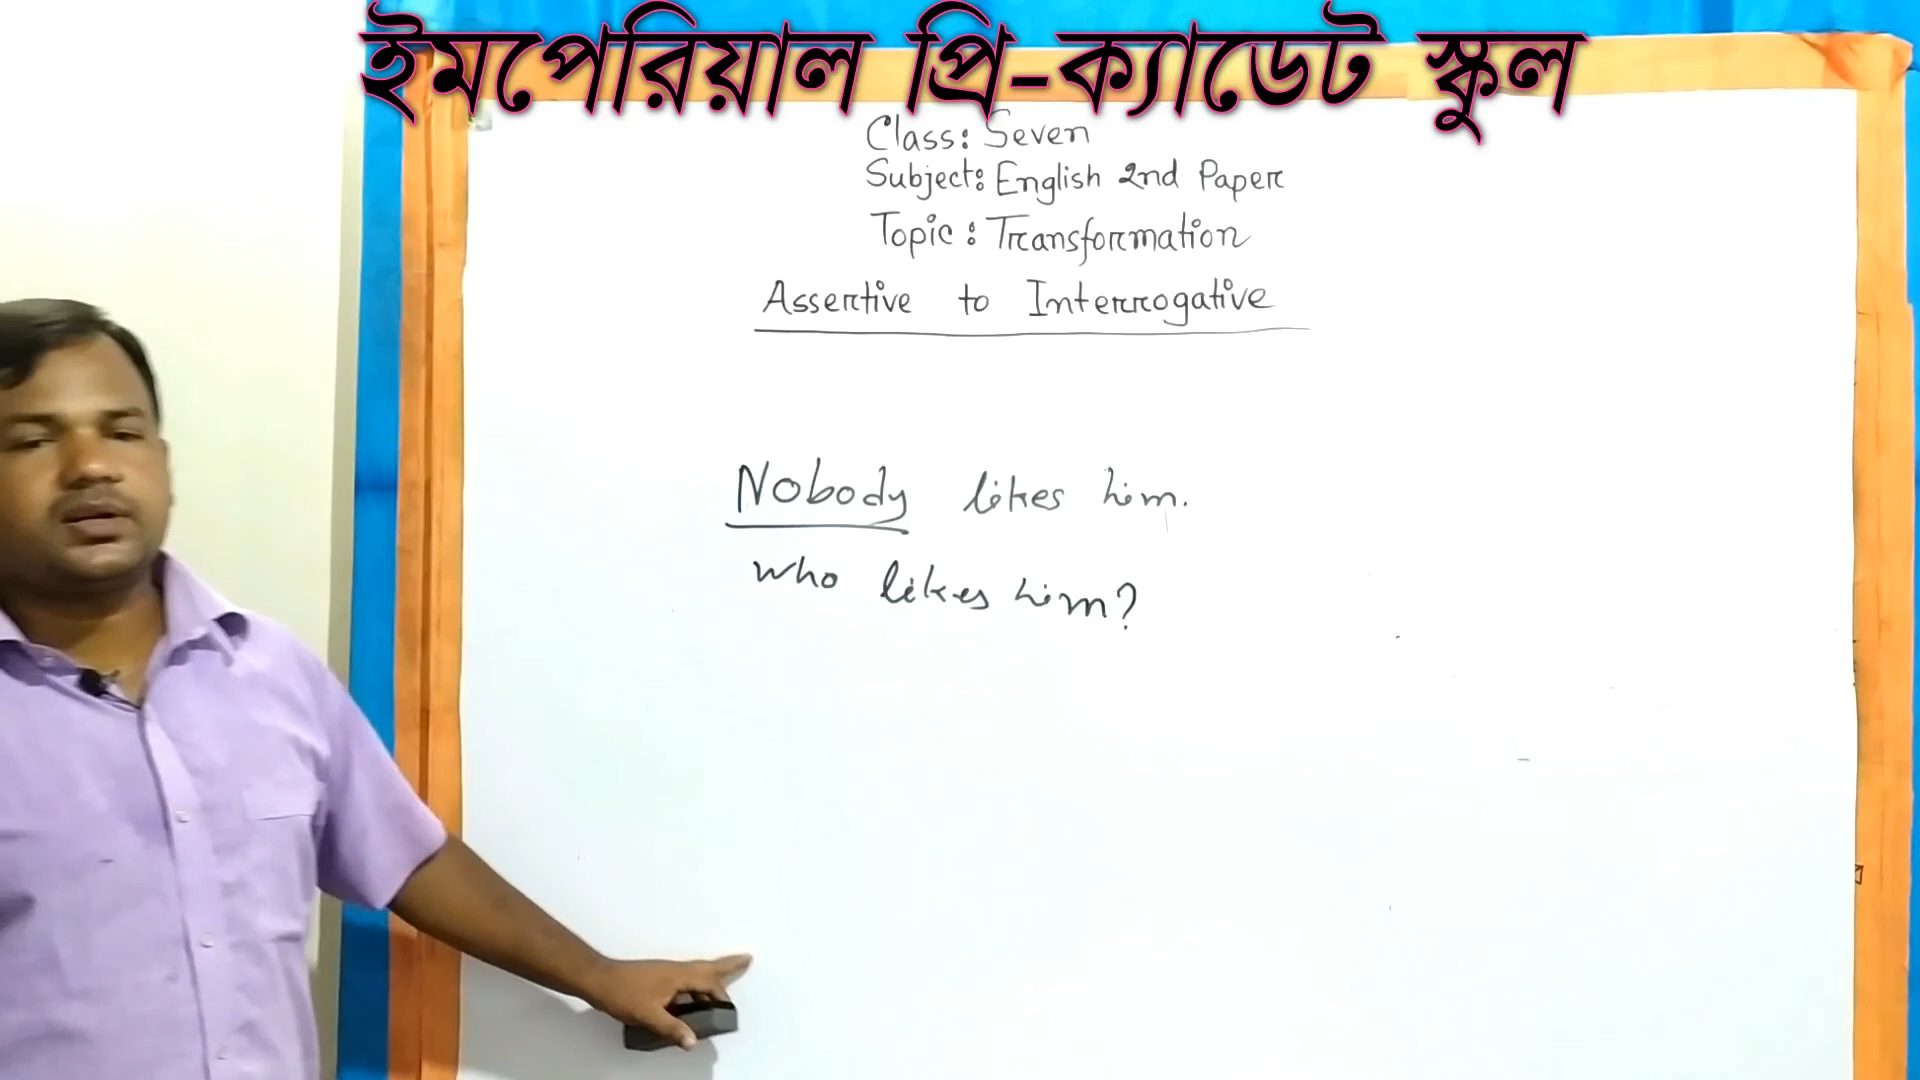 ইমপেরিয়াল প্রি-ক্যাডেট স্কুল
Class: Seven
Subject: English 2nd Paper
Topic: Transformation
Assertive to Interrogative
Nobody likes him.
who likes him?